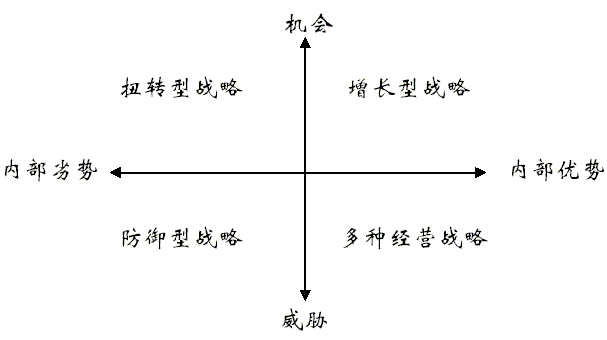 机会
扭转型战略 增长型战略
内部劣势 内部优势
防御型战略 多种经营战略
威胁